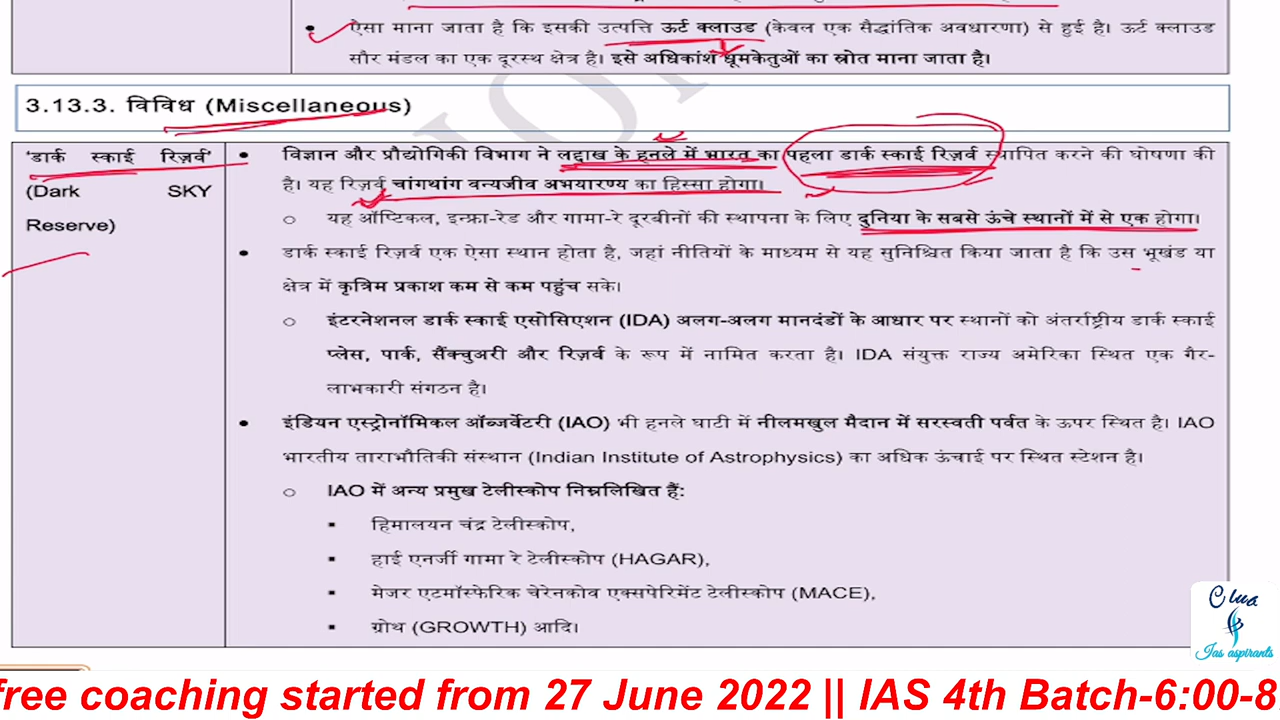 ऐसा माना जाता है कि इसकी उत्पत्ति ऊर्ट क्लाउड (केवल एक सैद्धांतिक अवधारणा) से हुई है। ऊर्ट क्लाउड
सौर मंडल का एक दूरस्थ क्षेत्र है। इसे अधिकांश धूमकेतुओं का स्रोत माना जाता है।
3.13.3. विविध (Miscellaneous)
'डार्क स्काई रिज़र्व'
(Dark SKY
Reserve)
विज्ञान और प्रौद्योगिकी विभाग ने लद्दाख के हनले में भारत का पहला डार्क स्काई रिज़र्व स्थापित करने की घोषणा की
है। यह रिज़र्व चांगथांग वन्यजीव अभयारण्य का हिस्सा होगा।
यह ऑप्टिकल, इन्फ्रा-रेड और गामा-रे दूरबीनों की स्थापना के लिए दुनिया के सबसे ऊंचे स्थानों में से एक होगा।
डार्क स्काई रिज़र्व एक ऐसा स्थान होता है, जहां नीतियों के माध्यम से यह सुनिश्चित किया जाता है कि उस भूखंड या
क्षेत्र में कृत्रिम प्रकाश कम से कम पहुंच सके।
इंटरनेशनल डार्क स्काई एसोसिएशन (IDA) अलग-अलग मानदंडों के आधार पर स्थानों को अंतर्राष्ट्रीय डार्क स्काई
प्लेस, पार्क, सैंक्चुअरी और रिज़र्व के रूप में नामित करता है। IDA संयुक्त राज्य अमेरिका स्थित एक गैर-
लाभकारी संगठन है।
इंडियन एस्ट्रोनॉमिकल ऑब्जर्वेटरी (IAO) भी हनले घाटी में नीलमखुल मैदान में सरस्वती पर्वत के ऊपर स्थित है। IAO
भारतीय ताराभौतिकी संस्थान (Indian Institute of Astrophysics) का अधिक ऊंचाई पर स्थित स्टेशन है।
IAO में अन्य प्रमुख टेलीस्कोप निम्नलिखित हैं:
हिमालयन चंद्र टेलीस्कोप,
हाई एनर्जी गामा रे टेलीस्कोप (HAGAR),
मेजर एटमॉस्फेरिक चेरेनकोव एक्सपेरिमेंट टेलीस्कोप (MACE),
ग्रोथ (GROWTH) आदि।
Ias aspirants
free coaching started from 27 June 2022 || IAS 4th Batch-6:00-8